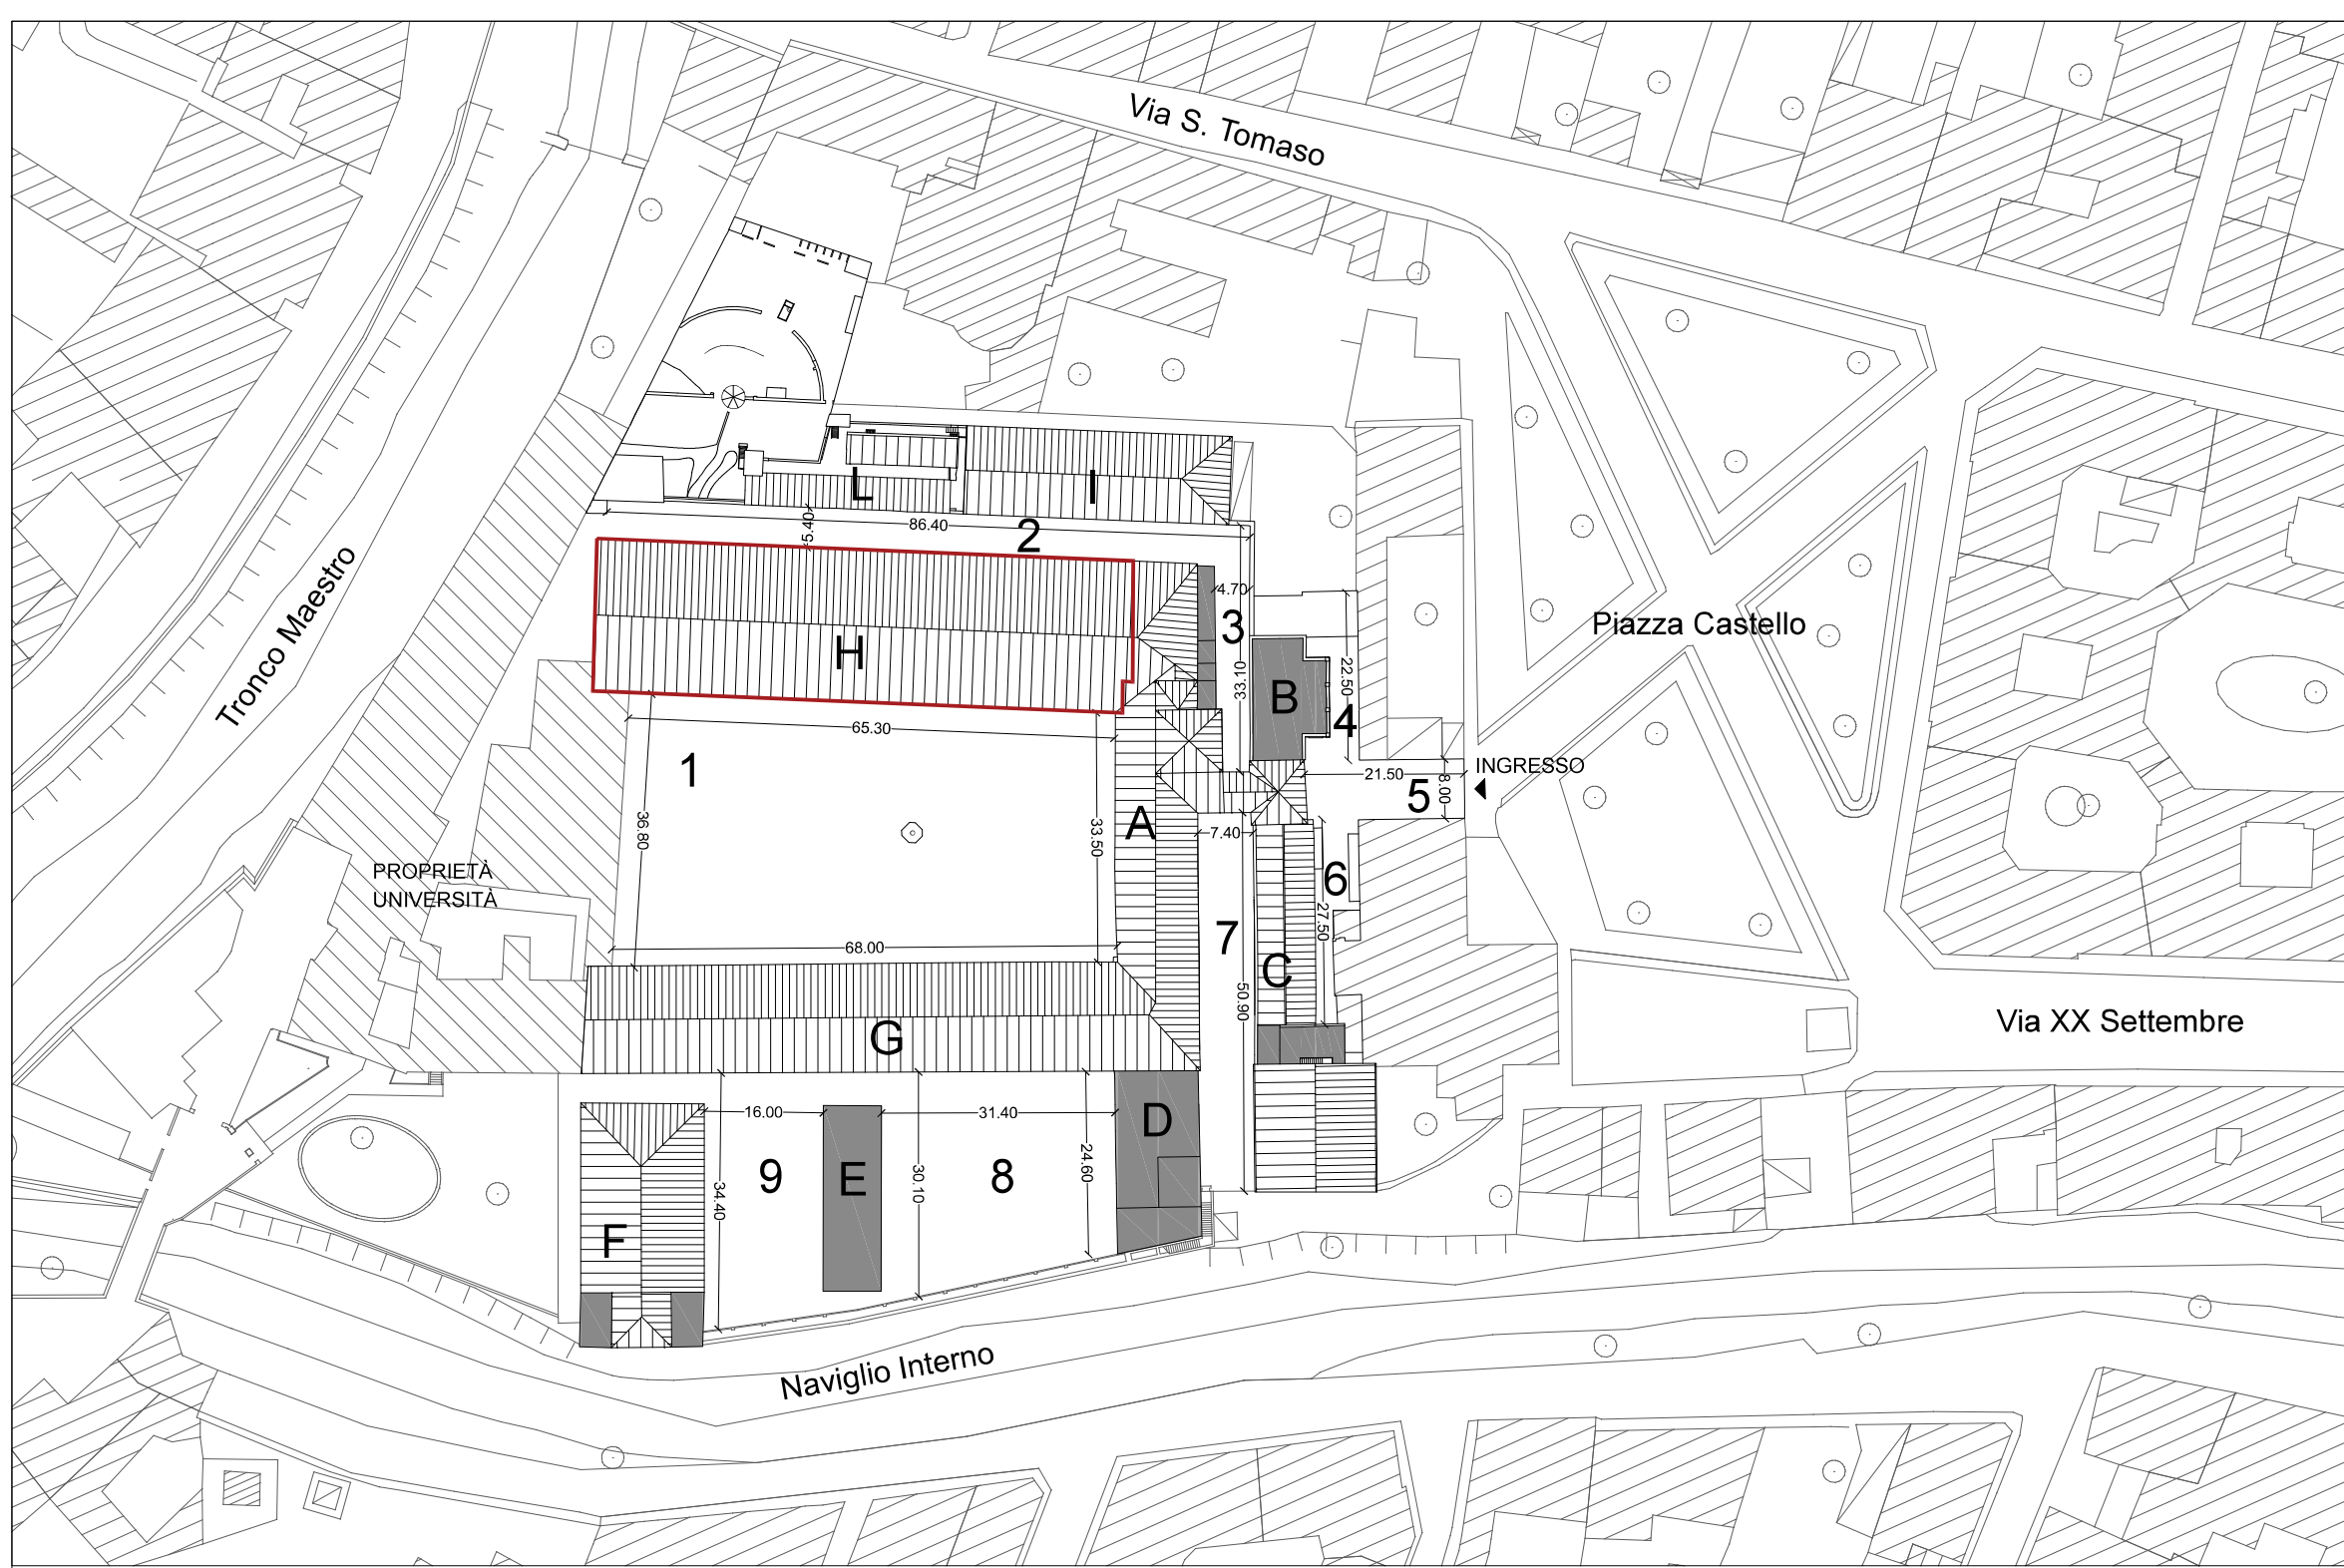 Via S. Tomaso
L
I
86.40
5.40
2
Tronco Maestro
4.70
3
Piazza Castello
H
33.10
22.50
B
4
65.30
1
INGRESSO
21.50
5
8.00
36.80
33.50
A
7.40
PROPRIETÀ
UNIVERSITÀ
6
27.50
7
68.00
C
50.90
G
Via XX Settembre
16.00
31.40
D
9
E
30.10
8
24.60
34.40
F
Naviglio Interno